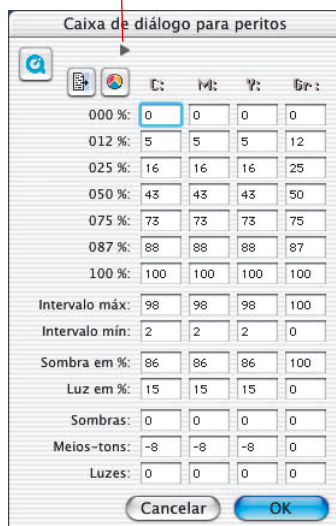 Caixa de diálogo para peritos
C: M: Y: Gr:
000 %: 0 0 0 0
012 %: 5 5 5 12
025 %: 16 16 16 25
050 %: 43 43 43 50
075 %: 73 73 73 75
087 %: 88 88 88 87
100 %: 100 100 100 100
Intervalo máx: 98 98 98 100
Intervalo mín: 2 2 2 0
Sombra em %: 86 86 86 100
Luz em %: 15 15 15 0
Sombras: 0 0 0 0
Meios-tons: -8 -8 -8 0
Luzes: 0 0 0 0
Cancelar OK